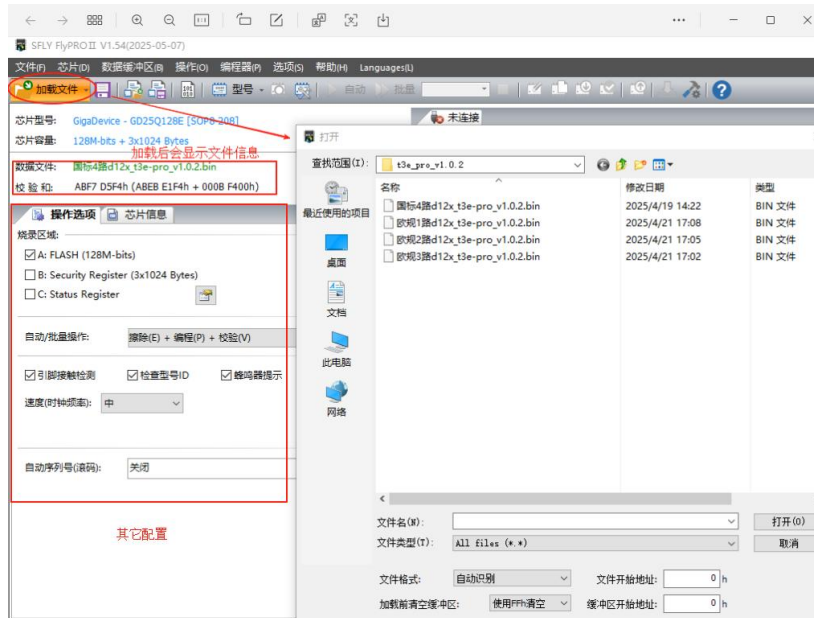 SFLY FlyPRO II V1.54(2025-05-07)
文件(F) 芯片(D) 数据缓冲区(B) 操作(O) 编程器(P) 选项(S) 帮助(H) Languages(L)
加载文件 型号 自动 批量
芯片型号: GigaDevice - GD25Q128E [SOP8-208]
未连接
芯片容量: 128M-bits + 3x1024 Bytes
加载后会显示文件信息
数据文件: 国标4路d12x_t3e-pro_v1.0.2.bin
校 验 和: ABF7 D5F4h (ABEB E1F4h + 000B F400h)
操作选项 芯片信息
烧录区域:
A: FLASH (128M-bits)
B: Security Register (3x1024 Bytes)
C: Status Register
自动/批量操作: 擦除(E) + 编程(P) + 校验(V)
引脚接触检测 检查型号ID 蜂鸣器提示
速度(时钟频率): 中
自动序列号(滚码): 关闭
其它配置
打开
查找范围(I): t3e_pro_v1.0.2
名称 修改日期 类型
国标4路d12x_t3e-pro_v1.0.2.bin 2025/4/19 14:22 BIN 文件
欧规1路d12x_t3e-pro_v1.0.2.bin 2025/4/21 17:08 BIN 文件
欧规2路d12x_t3e-pro_v1.0.2.bin 2025/4/21 17:05 BIN 文件
欧规3路d12x_t3e-pro_v1.0.2.bin 2025/4/21 17:02 BIN 文件
最近使用的项目
桌面
文档
此电脑
网络
文件名(N): 打开(O)
文件类型(T): All files (*.*) 取消
文件格式: 自动识别 文件开始地址: 0 h
加载前清空缓冲区: 使用FFh清空 缓冲区开始地址: 0 h